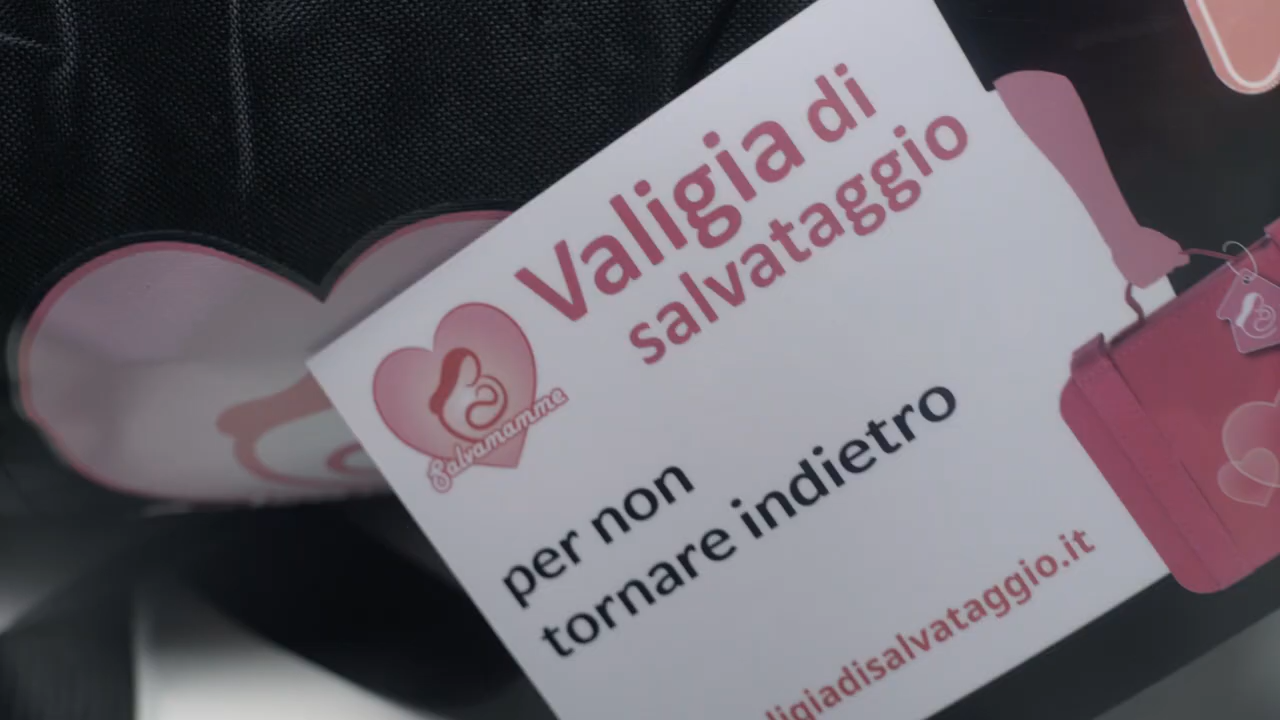 Valigia di
salvataggio
Salvamamme
per non
tornare indietro
ligiadisalvataggio.it